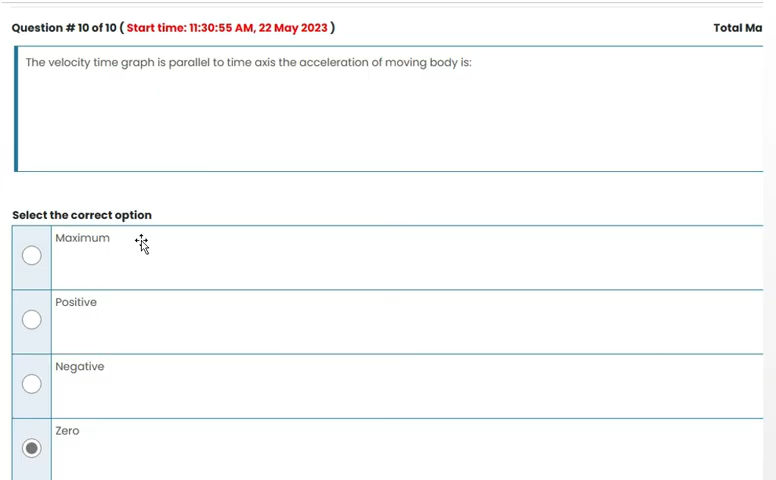 Question # 10 of 10 ( Start time: 11:30:55 AM, 22 May 2023 ) Total Ma
The velocity time graph is parallel to time axis the acceleration of moving body is:
Select the correct option
Maximum
Positive
Negative
Zero